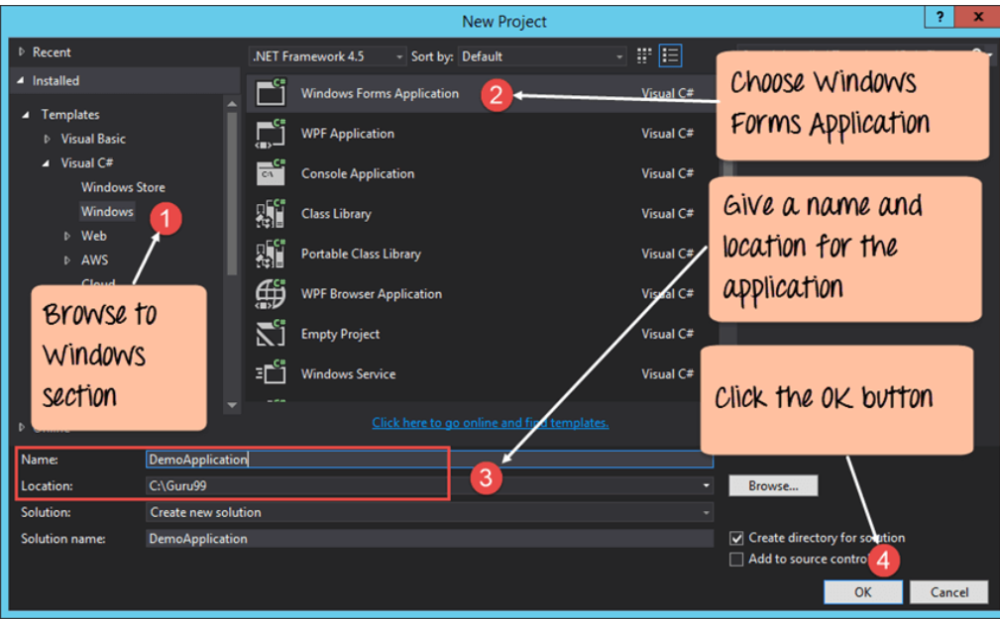 New Project
? x
Recent
.NET Framework 4.5 Sort by: Default
Installed
Templates
Visual Basic
Visual C#
Windows Store
Windows
Web
AWS
Cloud
Windows Forms Application Visual C#
WPF Application Visual C#
Console Application Visual C#
Class Library Visual C#
Portable Class Library Visual C#
WPF Browser Application Visual C#
Empty Project Visual C#
Windows Service Visual C#
Click here to go online and find templates.
1
Browse to
Windows
section
2
Choose Windows
Forms Application
3
Give a name and
location for the
application
Click the OK button
4
Name: DemoApplication
Location: C:\Guru99
Browse...
Solution: Create new solution
Solution name: DemoApplication
Create directory for solution
Add to source control
OK Cancel